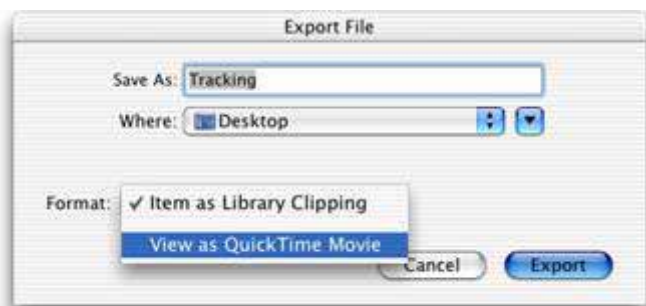 Export File
Save As: Tracking
Where: Desktop
Format: ✓ Item as Library Clipping
View as QuickTime Movie
Cancel Export